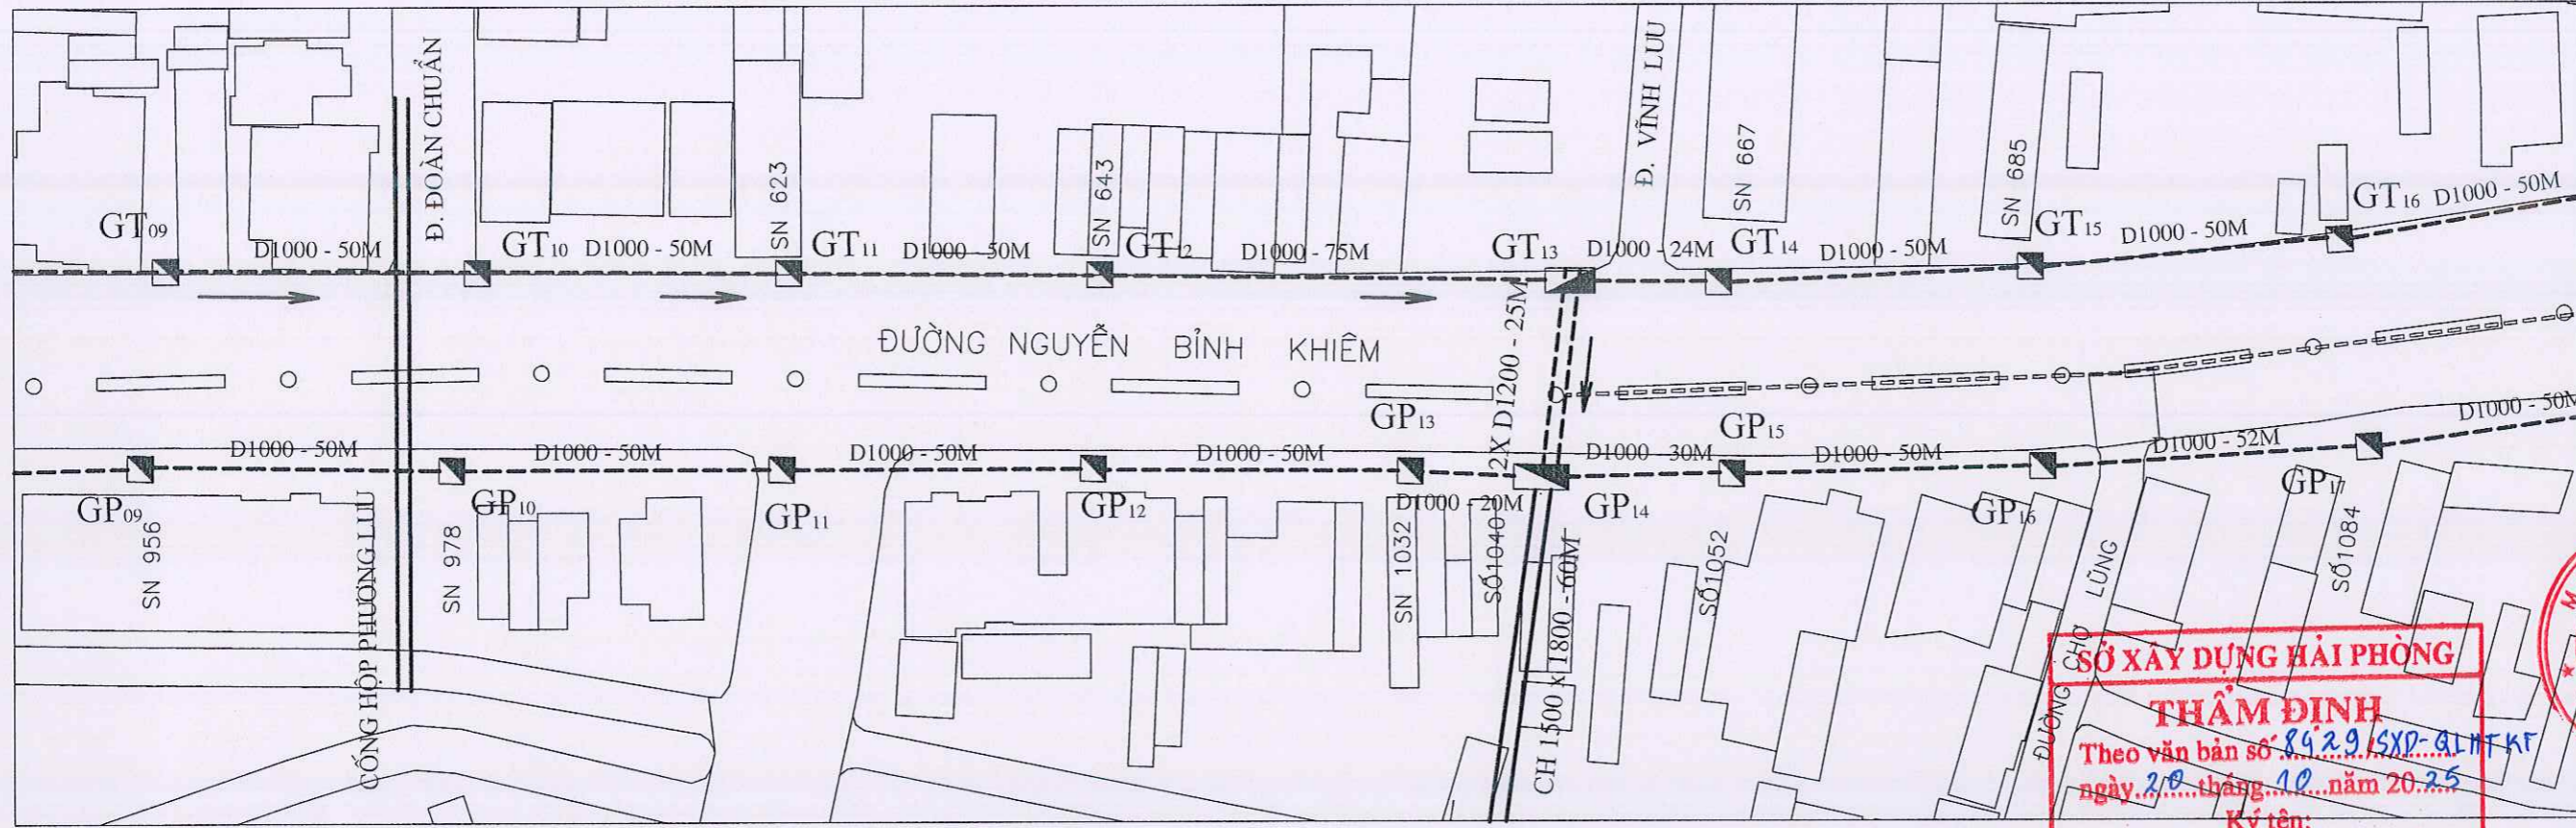 Đ. ĐOÀN CHUẨN
Đ. VĨNH LƯU
SN 623
SN 643
SN 667
SN 685
GT09
D1000 - 50M
GT10
D1000 - 50M
GT11
D1000 - 50M
GT12
D1000 - 75M
GT13
D1000 - 24M
GT14
D1000 - 50M
GT15
D1000 - 50M
GT16
D1000 - 50M
2X D1200 - 25M
ĐƯỜNG NGUYỄN BỈNH KHIÊM
D1000 - 50M
D1000 - 50M
D1000 - 50M
D1000 - 50M
GP13
D1000 - 20M
D1000 - 30M
GP15
D1000 - 50M
D1000 - 52M
D1000 - 50M
GP09
GP10
GP11
GP12
GP14
GP16
GP17
SN 956
CỐNG HỘP PHƯƠNG LƯU
SN 978
SN 1032
SỐ1040
CH 1500 x 1800 - 60M
SỐ1052
ĐƯỜNG CHỢ LŨNG
SỐ1084
SỞ XÂY DỰNG HẢI PHÒNG
THẨM ĐỊNH
Theo văn bản số 8429/SXD-QLHTKT
ngày 20 tháng 10 năm 2025
Ký tên:
M